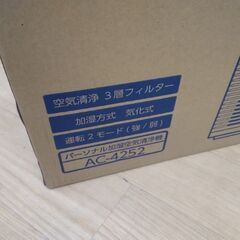 空気清浄 3層フィルター
加湿方式 気化式
運転2モード(強/弱)
パーソナル加湿空気清浄機
AC-4252